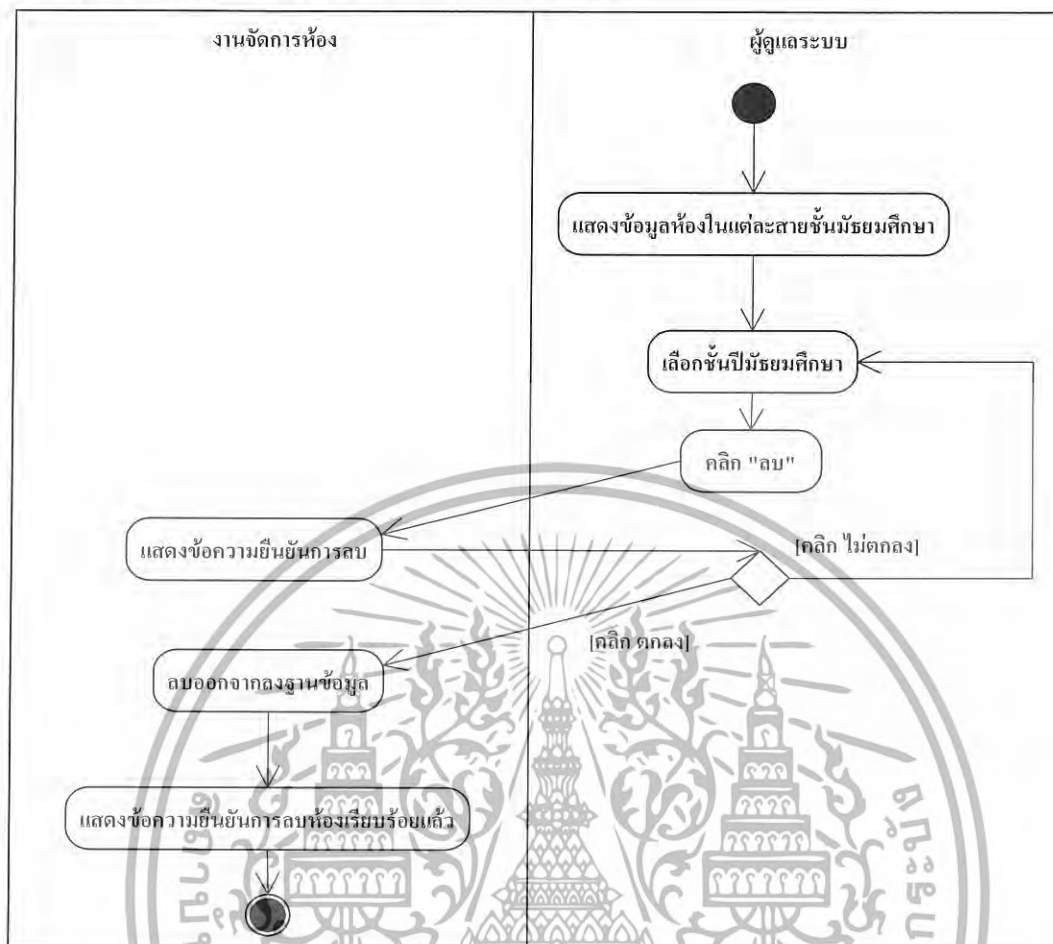 งานจัดการห้อง
ผู้ดูแลระบบ
แสดงข้อมูลห้องในแต่ละสายชั้นมัธยมศึกษา
เลือกชั้นปีมัธยมศึกษา
คลิก "ลบ"
แสดงข้อความยืนยันการลบ
[คลิก ไม่ตกลง]
[คลิก ตกลง]
ลบออกจากลงฐานข้อมูล
แสดงข้อความยืนยันการลบห้องเรียบร้อยแล้ว